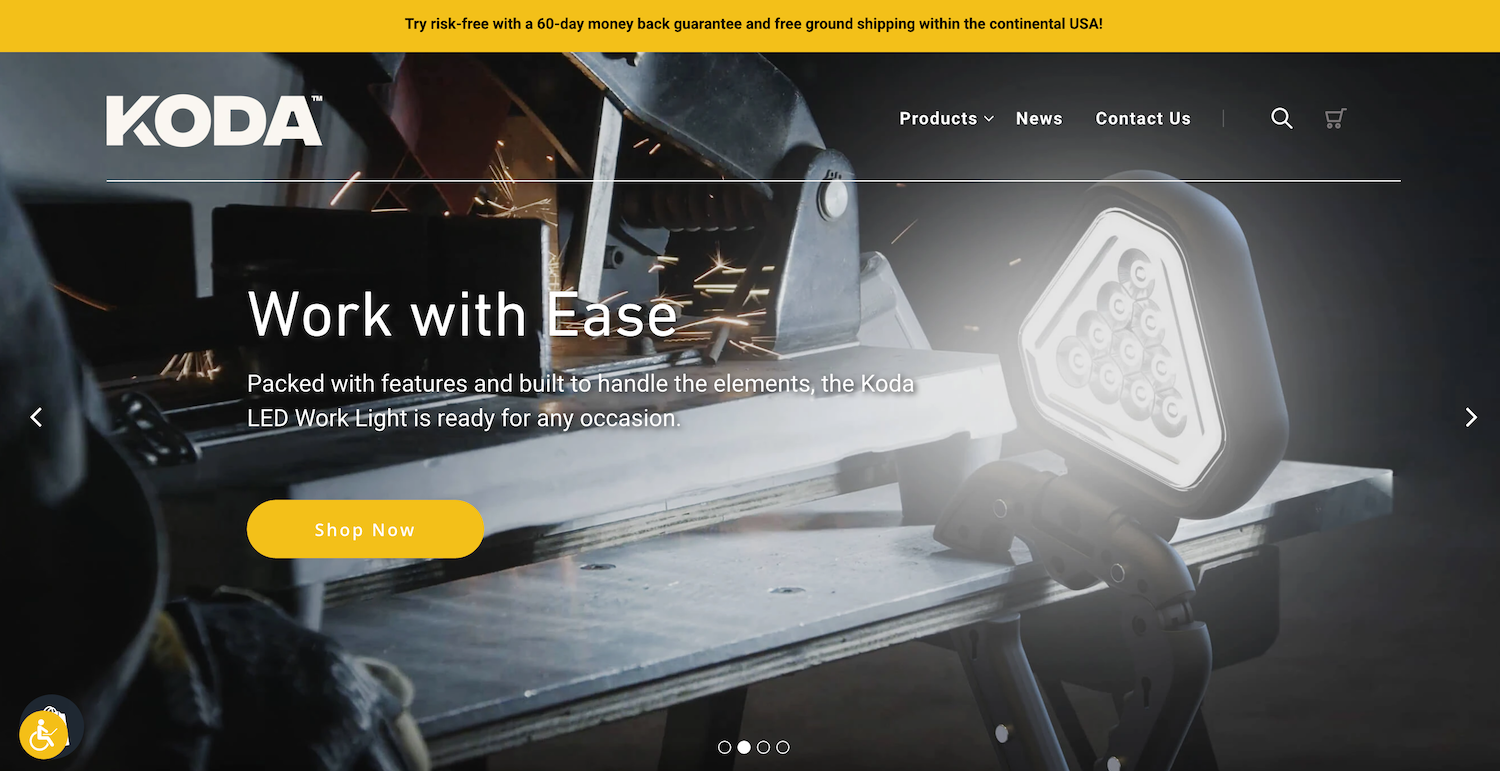 Try risk-free with a 60-day money back guarantee and free ground shipping within the continental USA!
KODA™
Products
News
Contact Us
Work with Ease
Packed with features and built to handle the elements, the Koda
LED Work Light is ready for any occasion.
Shop Now